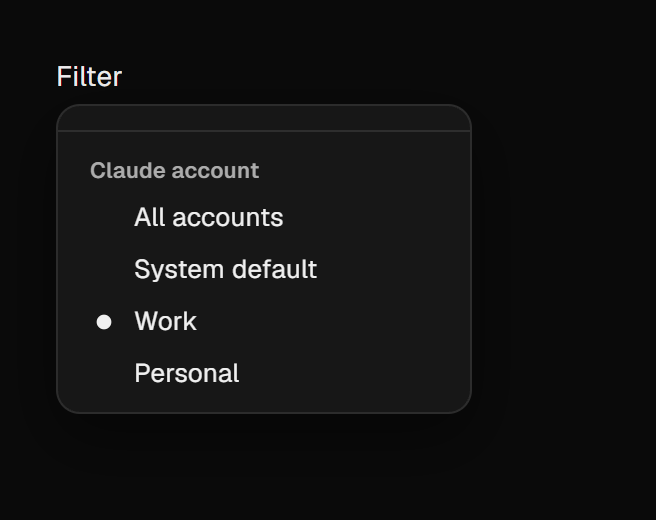 Filter
Claude account
All accounts
System default
Work
Personal